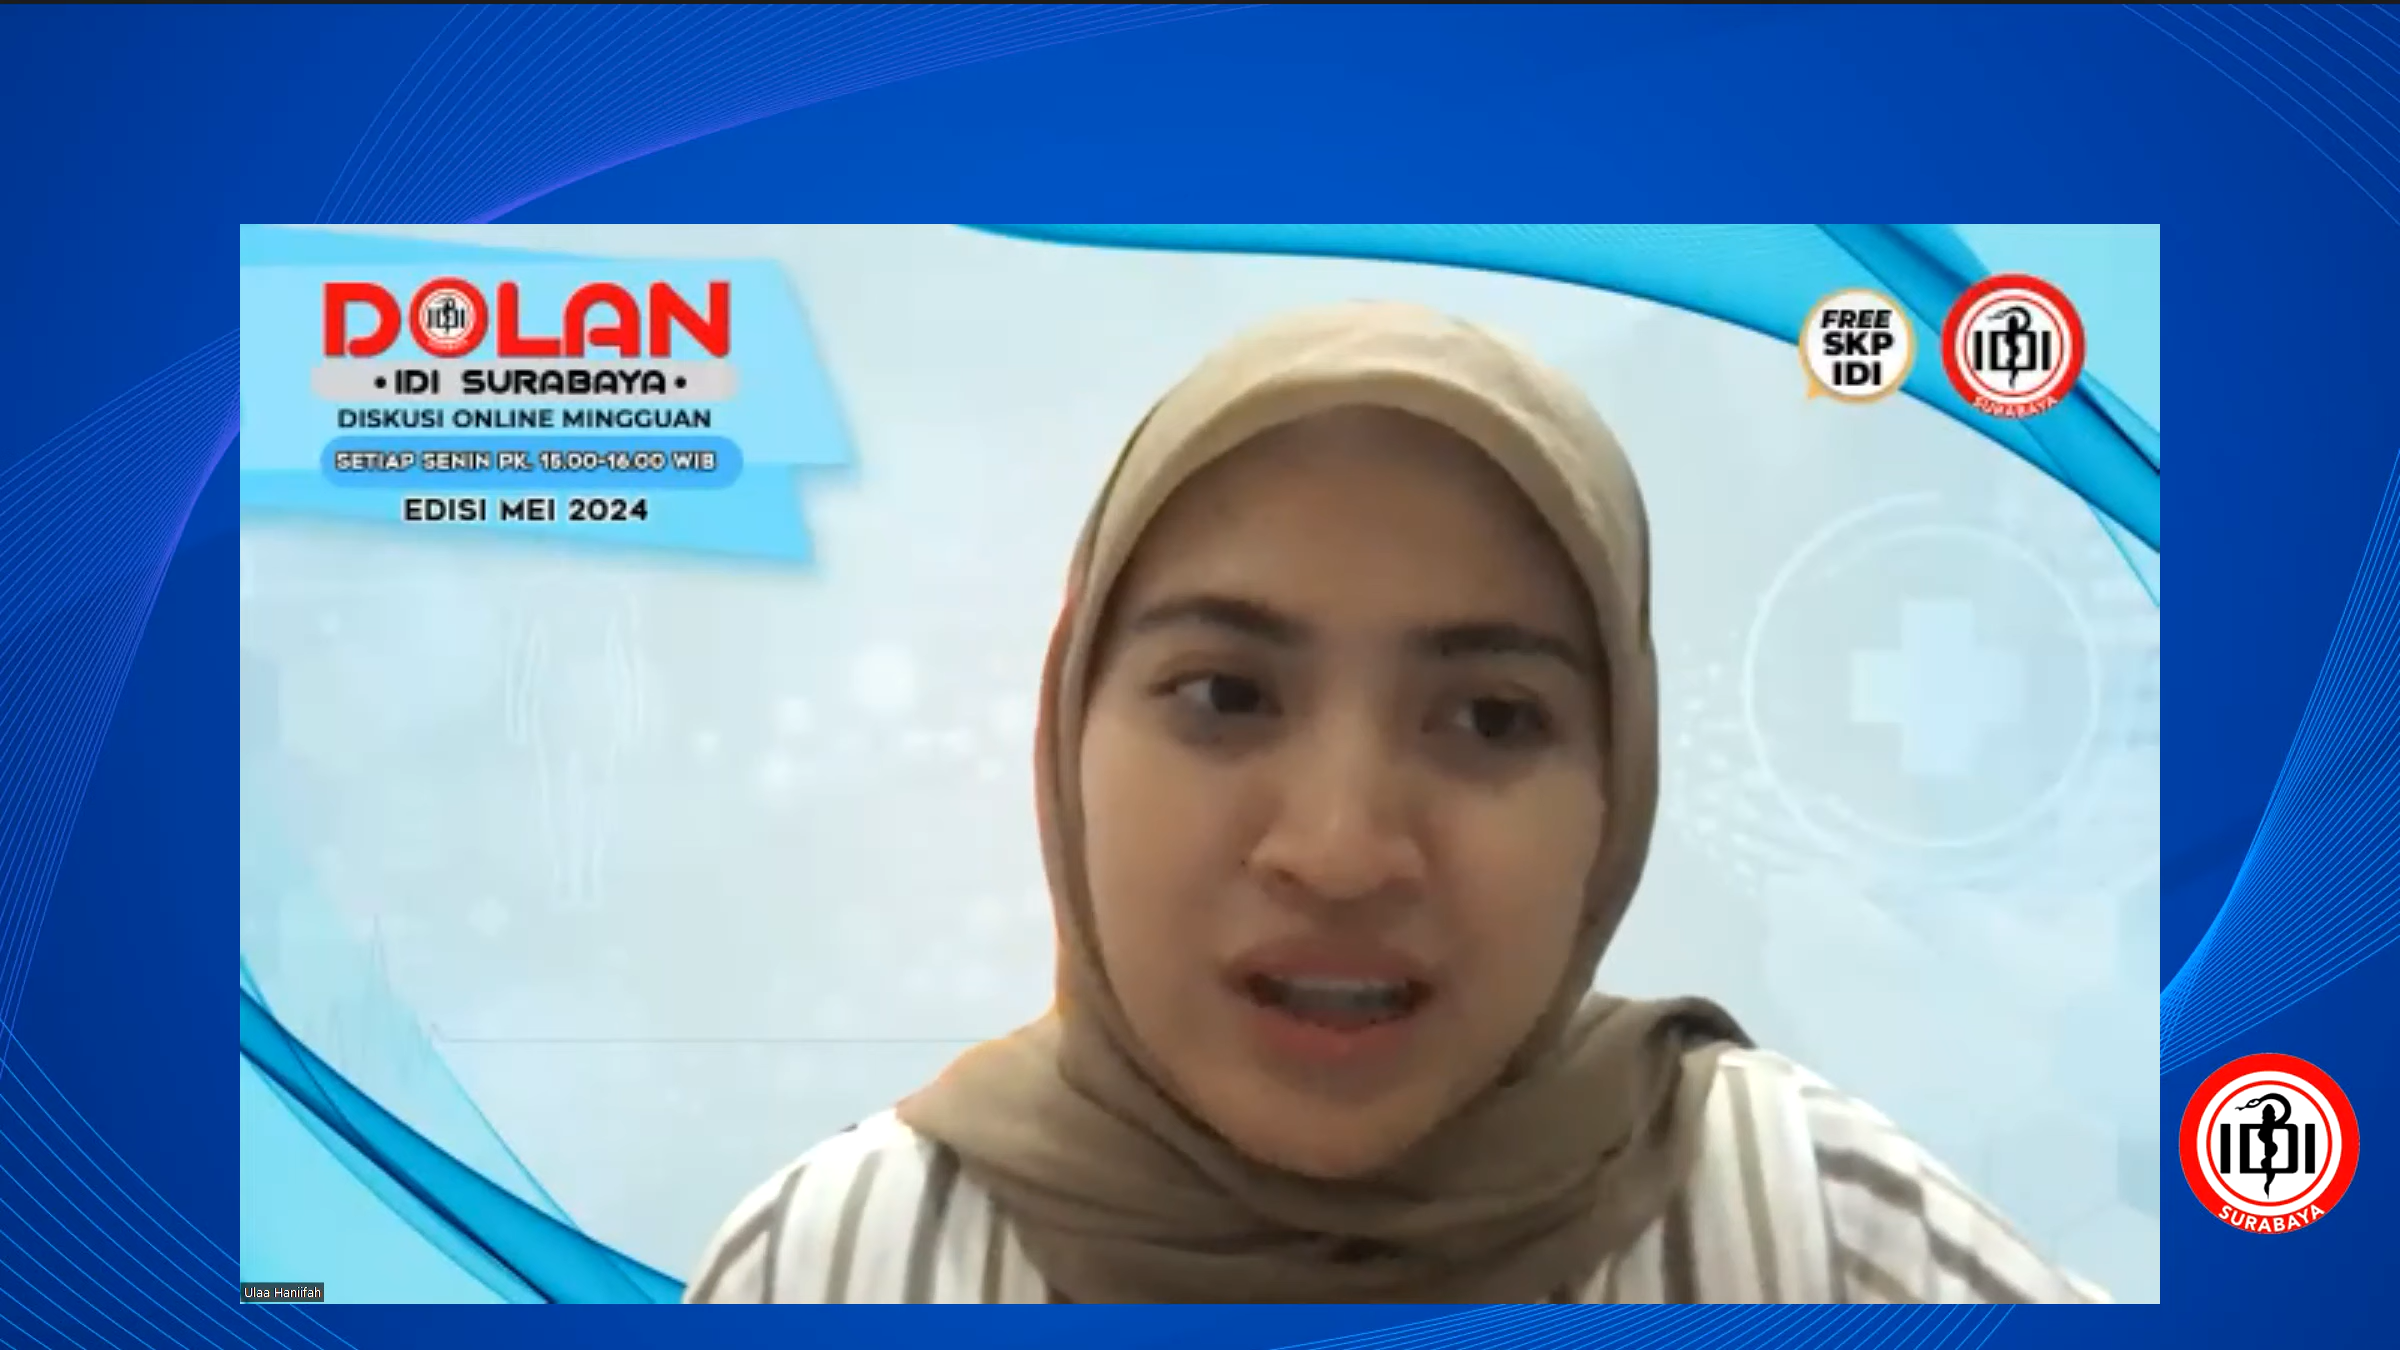 DOLAN
• IDI SURABAYA •
DISKUSI ONLINE MINGGUAN
SETIAP SENIN PK. 15.00-16.00 WIB
EDISI MEI 2024
FREE
SKP
IDI
IDI
SURABAYA
IDI
SURABAYA
Ulaa Haniifah